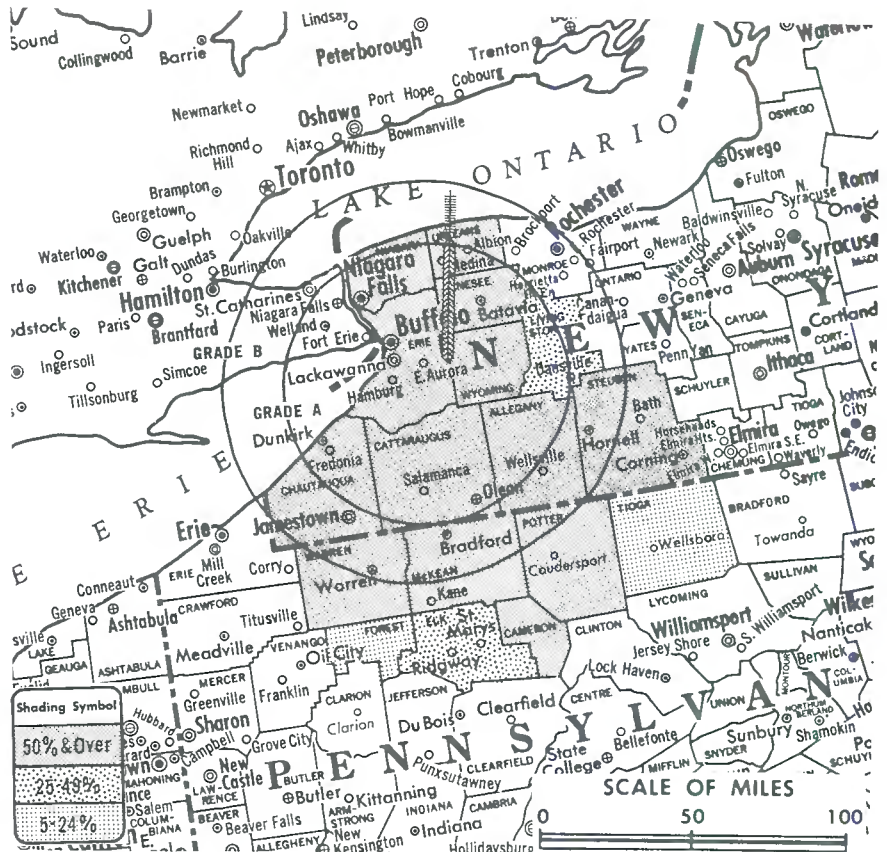 Lindsay
Sound
Collingwood
Barrie
Peterborough
Trenton
Cobourg
Port Hope
Newmarket
Oshawa
Bowmanville
Richmond Hill
Ajax
Whitby
Toronto
LAKE ONTARIO
Brampton
Georgetown
Oakville
Guelph
Waterloo
Galt
Dundas
Burlington
Kitchener
Hamilton
St. Catharines
Niagara Falls
Niagara Falls
Paris
Brantford
Welland
Fort Erie
GRADE B
Ingersoll
Simcoe
Tillsonburg
GRADE A
OSWEGO
Oswego
Fulton
N. Syracuse
Baldwinsville
Solvay
Syracuse
ONONDAGA
Rochester
Rochester
Brockport
WAYNE
Fairport
Newark
Waterloo
Seneca Falls
Auburn
ONTARIO
Geneva
MONROE
Henrietta
Canandaigua
Albion
Medina
Batavia
Buffalo
ERIE
Lackawanna
Hamburg
E. Aurora
WYOMING
NEW Y
YATES
Penn Yan
SENECA
CAYUGA
TOMPKINS
Ithaca
Cortland
CORTLAND
SCHUYLER
STEUBEN
Bath
Hornell
Corning
Horseheads
Elmira Hts.
Elmira
Elmira S.E.
Elmira W.
CHEMUNG
Waverly
TIOGA
Owego
Johnson City
Dunkirk
Fredonia
CHAUTAUQUA
CATTARAUGUS
Salamanca
ALLEGANY
Wellsville
Olean
Jamestown
ERIE
Erie
Mill Creek
ERIE
Corry
WARREN
Warren
McKEAN
Bradford
Kane
POTTER
Coudersport
TIOGA
Wellsboro
BRADFORD
Sayre
Towanda
SULLIVAN
Conneaut
Geneva
Ashtabula
CRAWFORD
Titusville
Meadville
VENANGO
Oil City
FOREST
ELK
St. Marys
Ridgway
CAMERON
CLINTON
LYCOMING
Williamsport
S. Williamsport
Jersey Shore
Lock Haven
Nanticoke
Berwick
COLUMBIA
MONTOUR
LAKE
GEAUGA
ASHTABULA
MERCER
Greenville
Franklin
CLARION
Clarion
JEFFERSON
DuBois
Clearfield
CLEARFIELD
CENTRE
UNION
NORTHUMBERLAND
Sunbury
Shamokin
SNYDER
MIFFLIN
Bellefonte
State College
PENNSYLVAN
Hubbard
Sharon
Campbell
Grove City
New Castle
LAWRENCE
BUTLER
Butler
Kittanning
Punxsutawney
ARMSTRONG
INDIANA
Indiana
CAMBRIA
MAHONING
Salem
COLUMBIANA
BEAVER
Beaver Falls
ALLEGHENY
New Kensington
Hollidaysburg
Shading Symbol
50% & Over
25-49%
5-24%
SCALE OF MILES
0 50 100